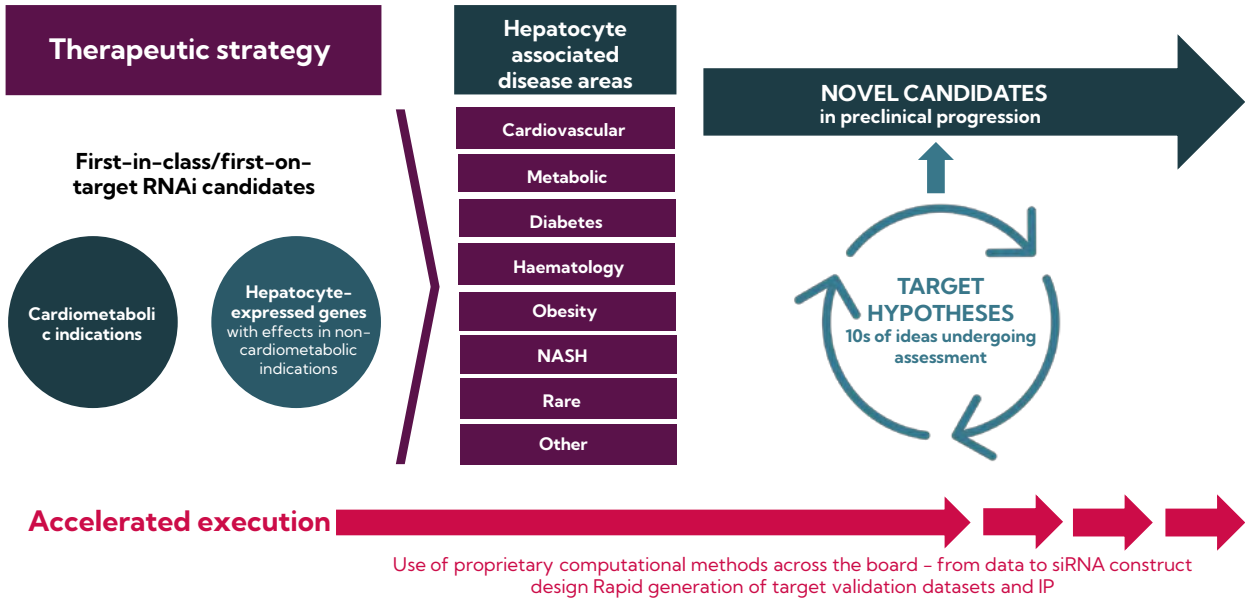 Therapeutic strategy
First-in-class/first-on-
target RNAi candidates
Cardiometaboli
c indications
Hepatocyte-
expressed genes
with effects in non-
cardiometabolic
indications
Hepatocyte
associated
disease areas
Cardiovascular
Metabolic
Diabetes
Haematology
Obesity
NASH
Rare
Other
NOVEL CANDIDATES
in preclinical progression
TARGET
HYPOTHESES
10s of ideas undergoing
assessment
Accelerated execution
Use of proprietary computational methods across the board - from data to siRNA construct
design Rapid generation of target validation datasets and IP